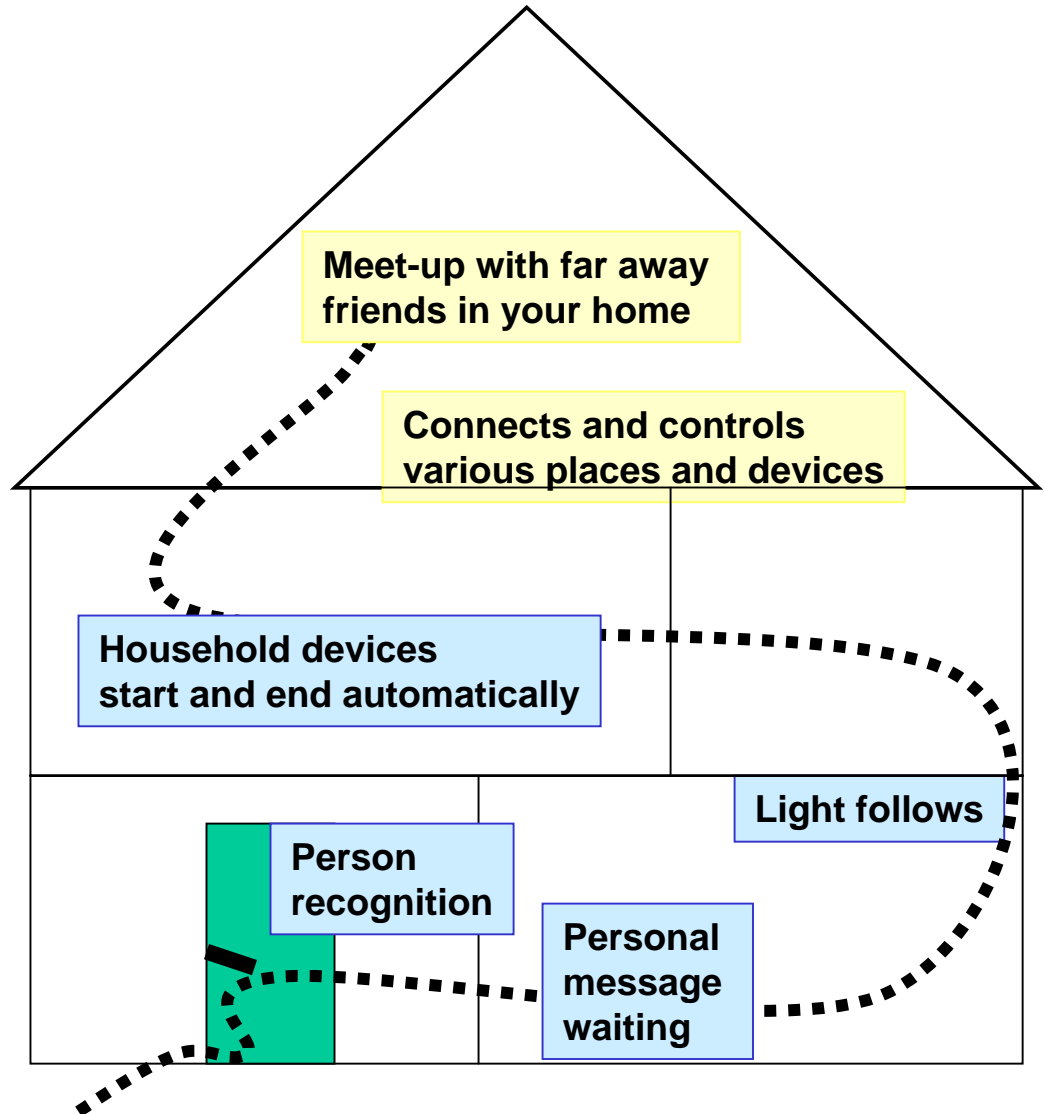 Meet-up with far away
friends in your home
Connects and controls
various places and devices
Household devices
start and end automatically
Light follows
Person
recognition
Personal
message
waiting